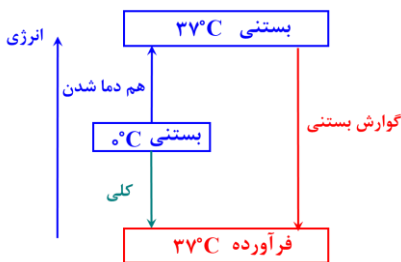 بستنی ۳۷°C
انرژی
هم دما شدن
گوارش بستنی
بستنی ۰°C
کلی
فرآورده ۳۷°C